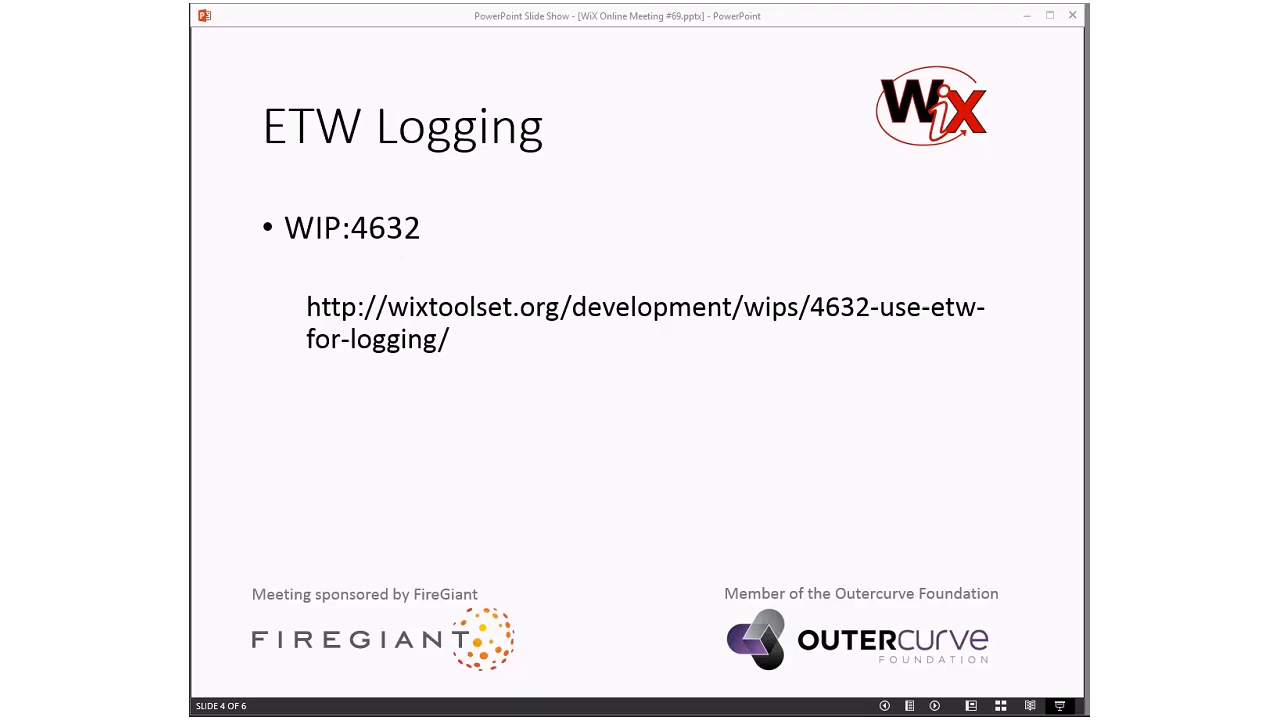 PowerPoint Slide Show - [WiX Online Meeting #69.pptx] - PowerPoint
WiX
ETW Logging
• WIP:4632
http://wixtoolset.org/development/wips/4632-use-etw-
for-logging/
Meeting sponsored by FireGiant
Member of the Outercurve Foundation
FIREGIANT
OUTERCURVE
FOUNDATION
SLIDE 4 OF 6